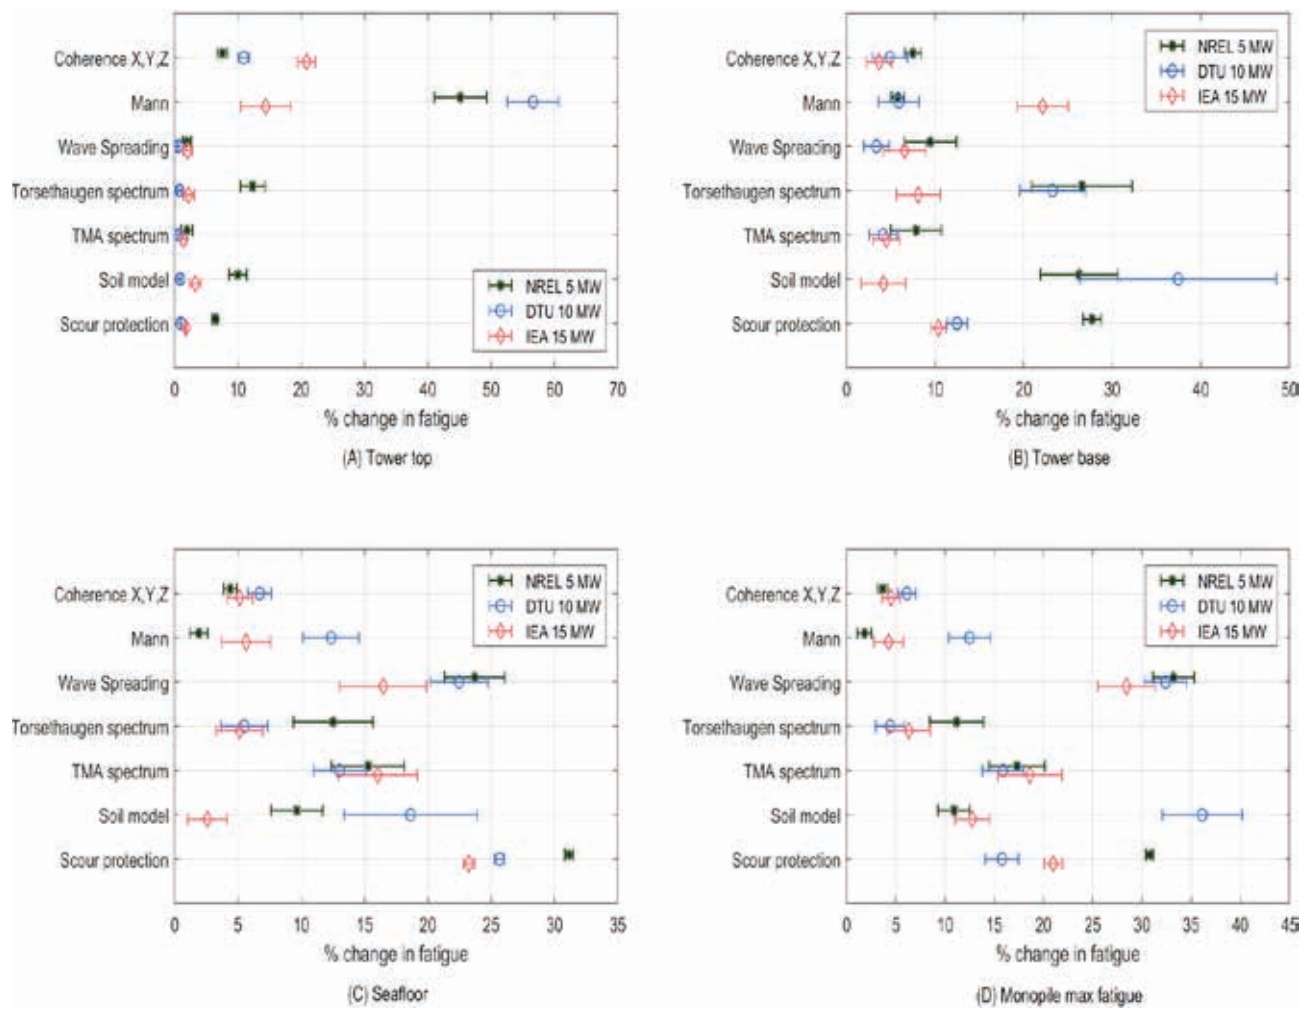 Coherence X,Y,Z
Mann
Wave Spreading
Torsethaugen spectrum
TMA spectrum
Soil model
Scour protection
NREL 5 MW
DTU 10 MW
IEA 15 MW
0 10 20 30 40 50 60 70
% change in fatigue
(A) Tower top
Coherence X,Y,Z
Mann
Wave Spreading
Torsethaugen spectrum
TMA spectrum
Soil model
Scour protection
NREL 5 MW
DTU 10 MW
IEA 15 MW
0 10 20 30 40 50
% change in fatigue
(B) Tower base
Coherence X,Y,Z
Mann
Wave Spreading
Torsethaugen spectrum
TMA spectrum
Soil model
Scour protection
NREL 5 MW
DTU 10 MW
IEA 15 MW
0 5 10 15 20 25 30 35
% change in fatigue
(C) Seafloor
Coherence X,Y,Z
Mann
Wave Spreading
Torsethaugen spectrum
TMA spectrum
Soil model
Scour protection
NREL 5 MW
DTU 10 MW
IEA 15 MW
0 5 10 15 20 25 30 35 40 45
% change in fatigue
(D) Monopile max fatigue